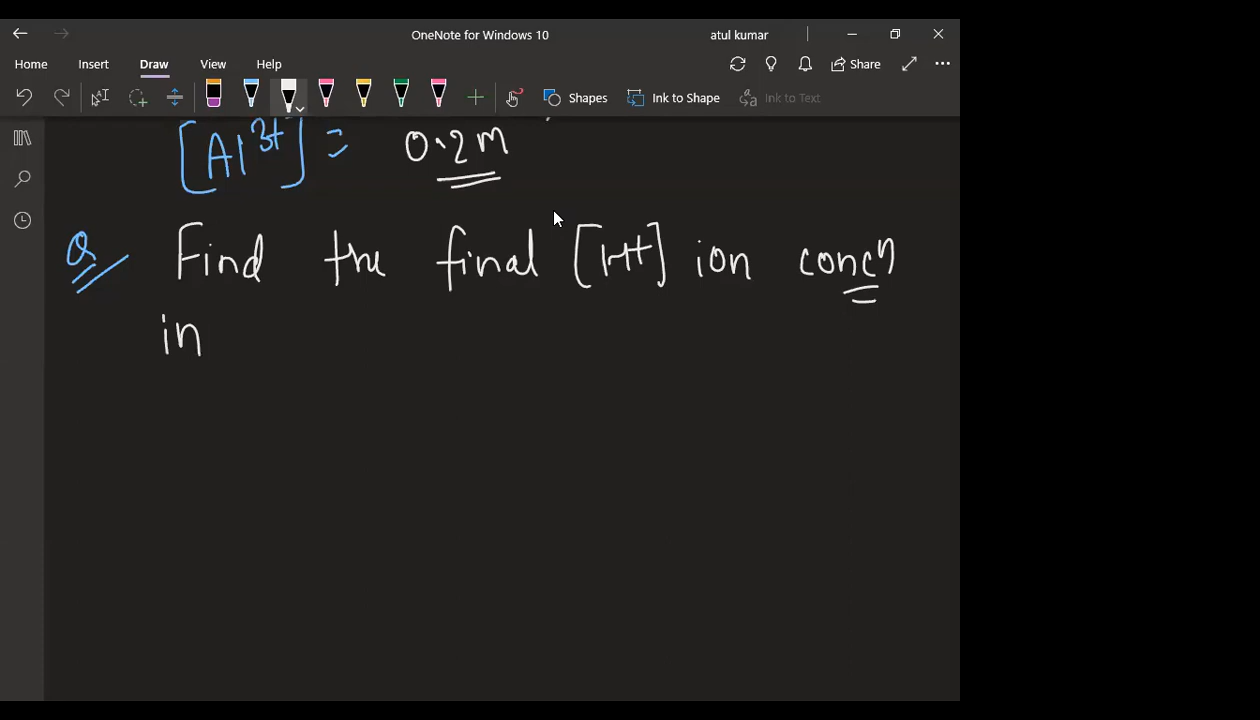 OneNote for Windows 10
atul kumar
Home Insert Draw View Help
Share
Shapes Ink to Shape Ink to Text
[Al3+] = 0.2M
Q Find the final [H+] ion concn
in